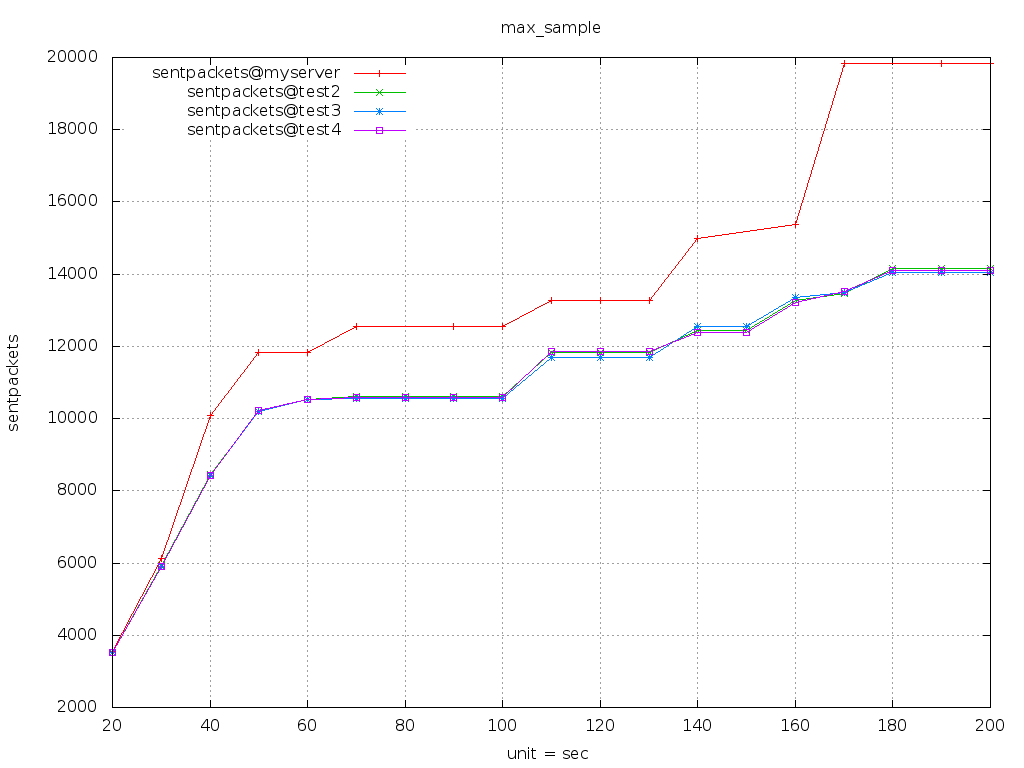 max_sample
20000
18000
16000
14000
12000
10000
8000
6000
4000
2000
sentpackets
sentpackets@myserver
sentpackets@test2
sentpackets@test3
sentpackets@test4
20 40 60 80 100 120 140 160 180 200
unit = sec